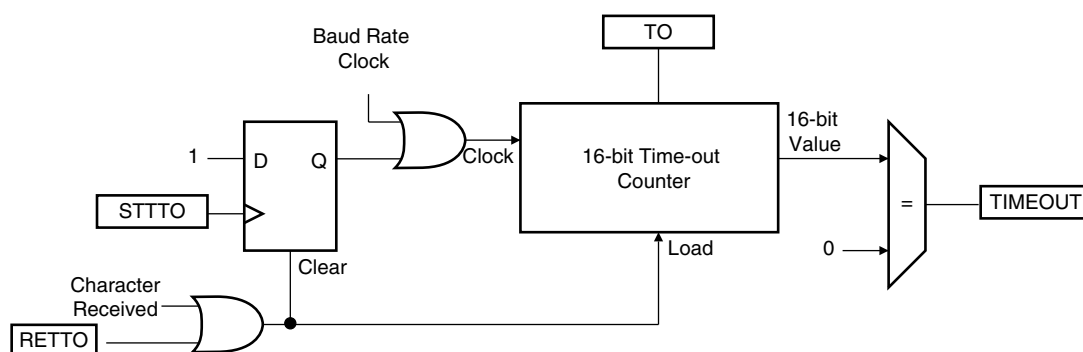 TO
Baud Rate
Clock
1
D
Q
Clock
16-bit Time-out
Counter
16-bit
Value
STTTO
=
TIMEOUT
Clear
Load
0
Character
Received
RETTO